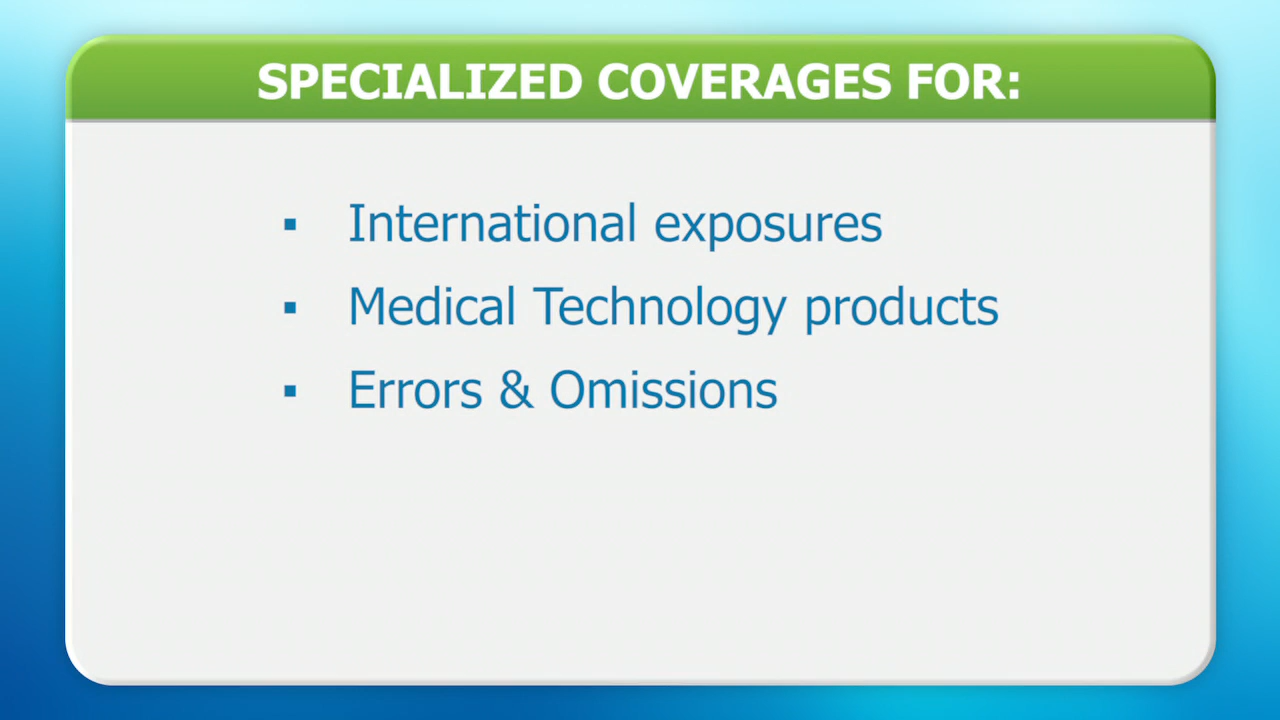 SPECIALIZED COVERAGES FOR:
▪ International exposures
▪ Medical Technology products
▪ Errors & Omissions